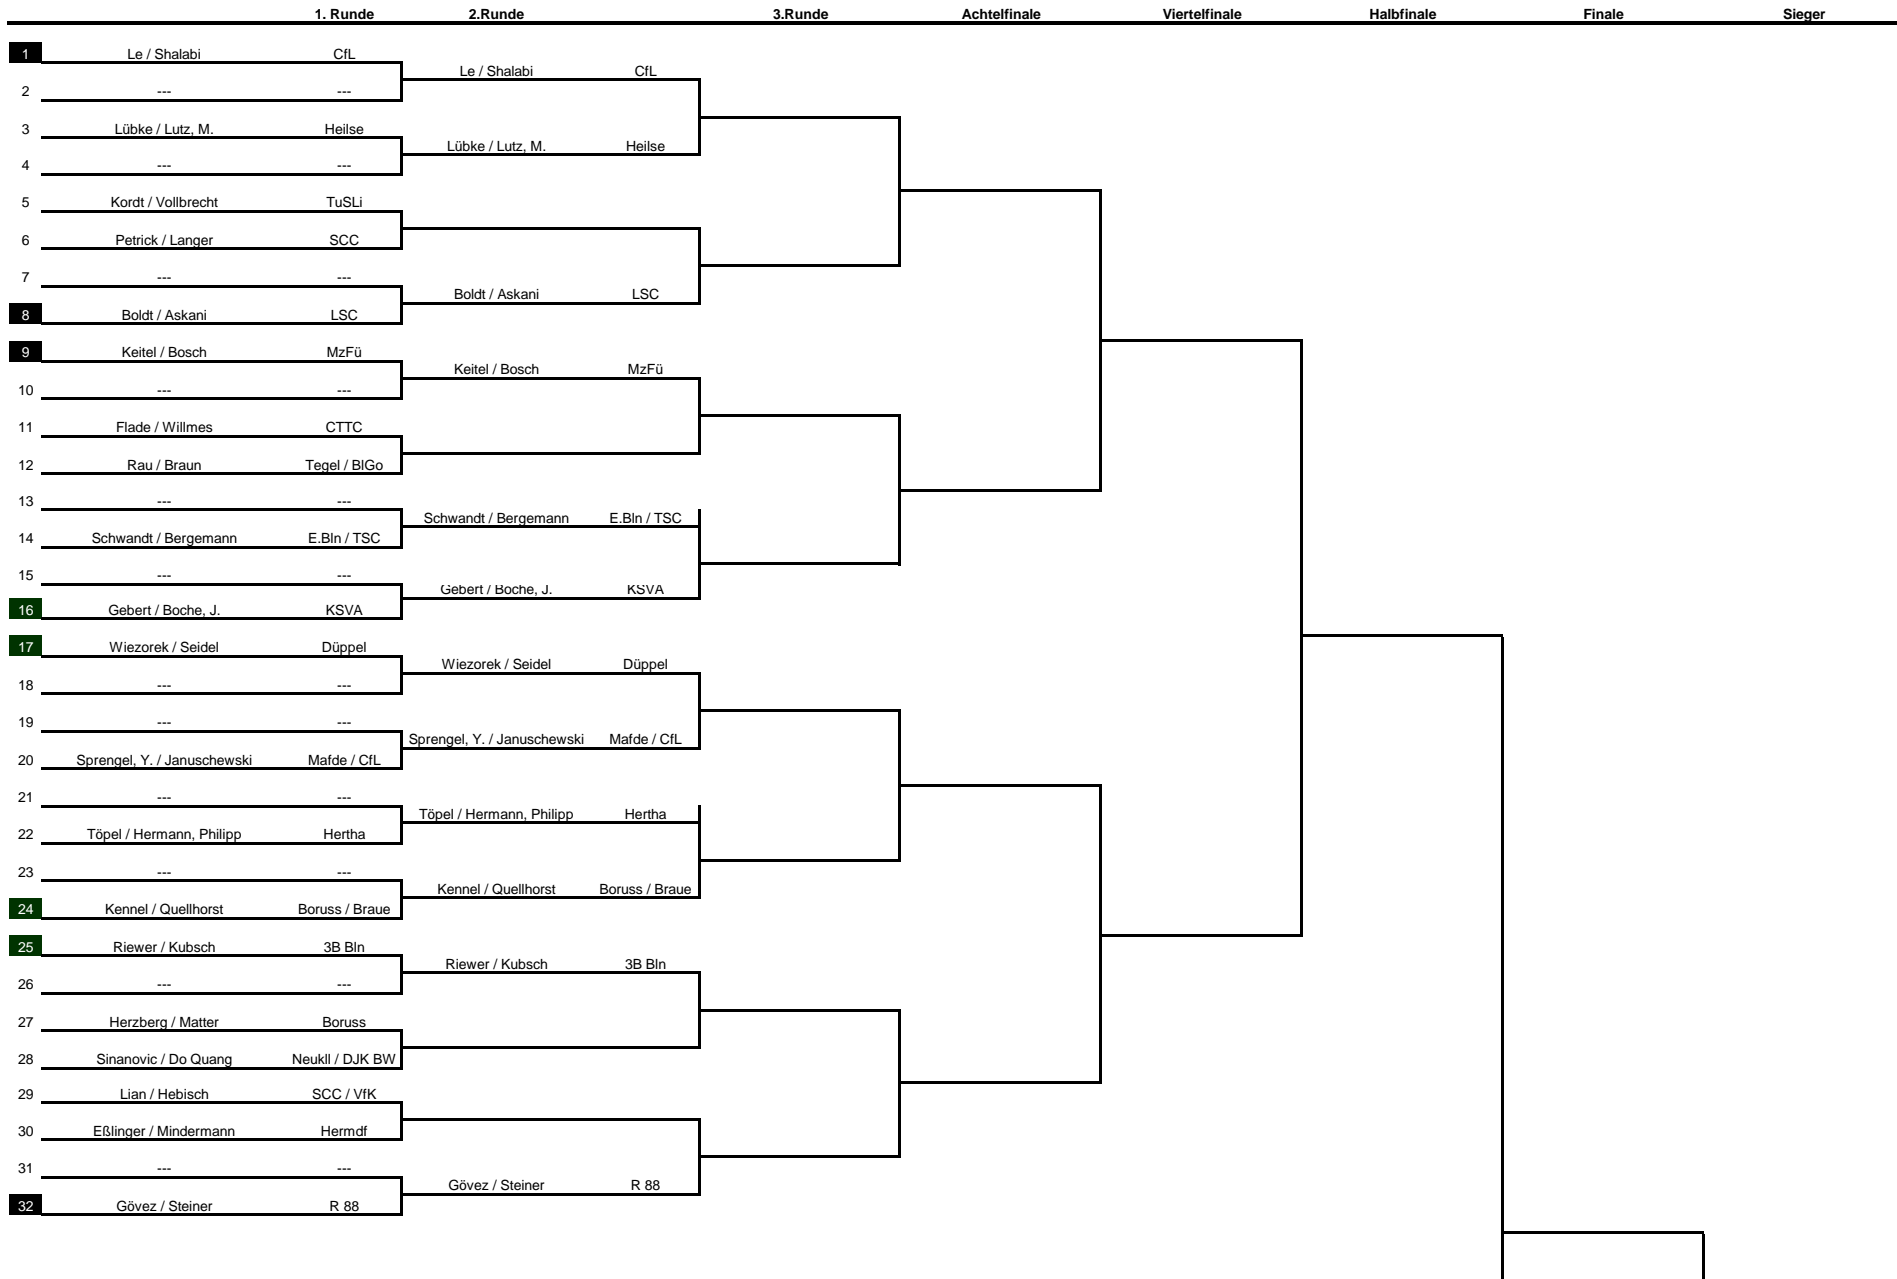 1. Runde 2.Runde 3.Runde Achtelfinale Viertelfinale Halbfinale Finale Sieger
1 Le / Shalabi CfL
Le / Shalabi CfL
2 --- ---
3 Lübke / Lutz, M. Heilse
Lübke / Lutz, M. Heilse
4 --- ---
5 Kordt / Vollbrecht TuSLi
6 Petrick / Langer SCC
7 --- ---
Boldt / Askani LSC
8 Boldt / Askani LSC
9 Keitel / Bosch MzFü
Keitel / Bosch MzFü
10 --- ---
11 Flade / Willmes CTTC
12 Rau / Braun Tegel / BIGo
13 --- ---
Schwandt / Bergemann E.Bln / TSC
14 Schwandt / Bergemann E.Bln / TSC
15 --- ---
Gebert / Boche, J. KSVA
16 Gebert / Boche, J. KSVA
17 Wiezorek / Seidel Düppel
Wiezorek / Seidel Düppel
18 --- ---
19 --- ---
Sprengel, Y. / Januschewski Mafde / CfL
20 Sprengel, Y. / Januschewski Mafde / CfL
21 --- ---
Töpel / Hermann, Philipp Hertha
22 Töpel / Hermann, Philipp Hertha
23 --- ---
Kennel / Quellhorst Boruss / Braue
24 Kennel / Quellhorst Boruss / Braue
25 Riewer / Kubsch 3B Bln
Riewer / Kubsch 3B Bln
26 --- ---
27 Herzberg / Matter Boruss
28 Sinanovic / Do Quang Neukll / DJK BW
29 Lian / Hebisch SCC / VfK
30 Eßlinger / Mindermann Hermdf
31 --- ---
Gövez / Steiner R 88
32 Gövez / Steiner R 88